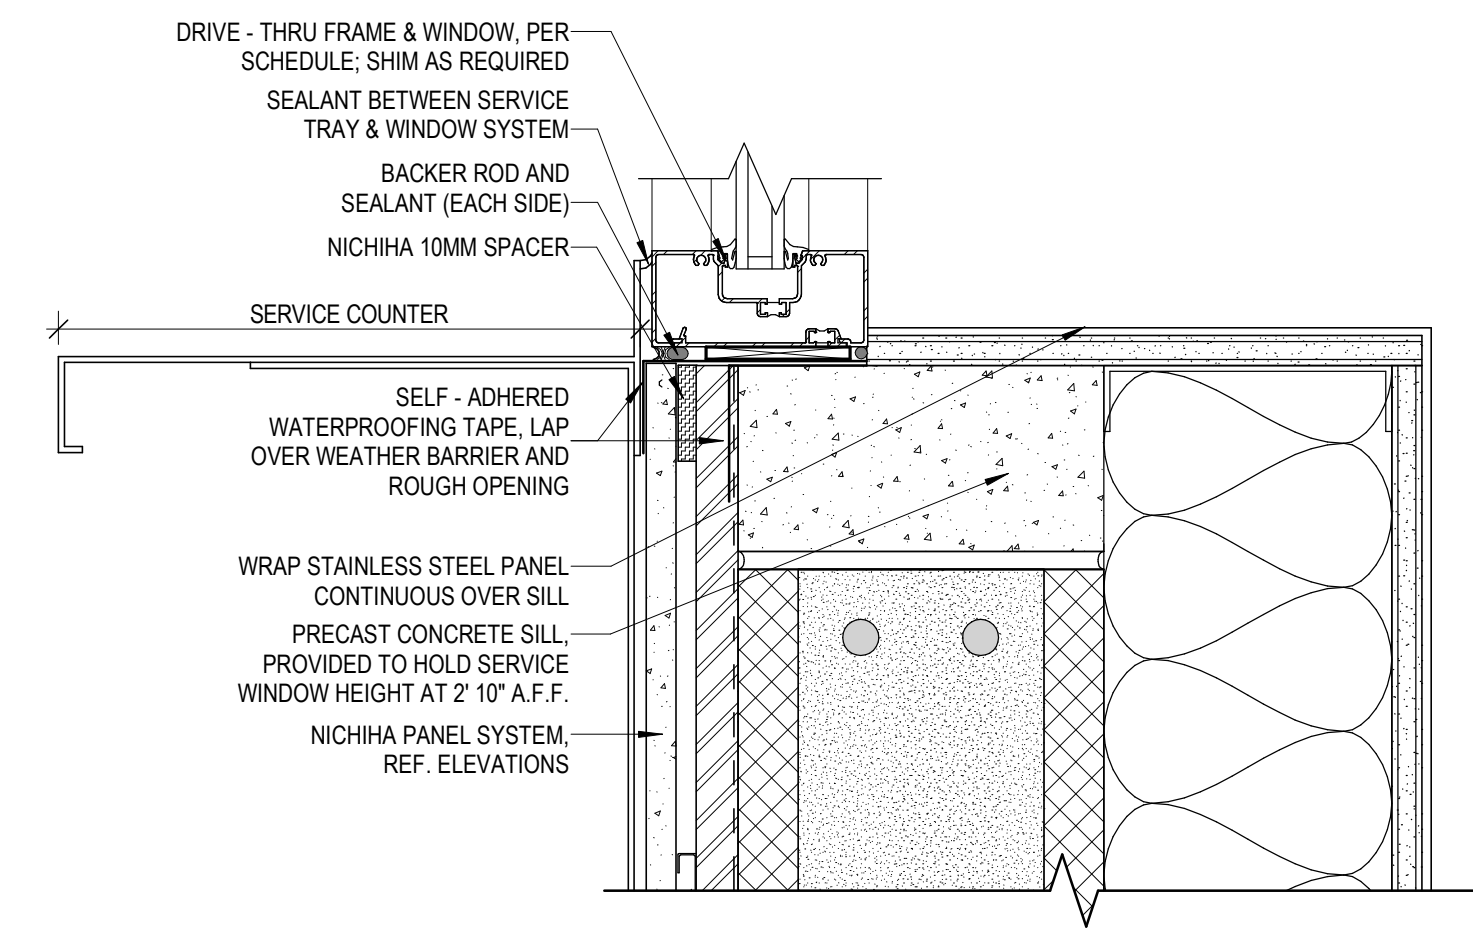 DRIVE - THRU FRAME & WINDOW, PER
SCHEDULE; SHIM AS REQUIRED
SEALANT BETWEEN SERVICE
TRAY & WINDOW SYSTEM
BACKER ROD AND
SEALANT (EACH SIDE)
NICHIHA 10MM SPACER
SERVICE COUNTER
SELF - ADHERED
WATERPROOFING TAPE, LAP
OVER WEATHER BARRIER AND
ROUGH OPENING
WRAP STAINLESS STEEL PANEL
CONTINUOUS OVER SILL
PRECAST CONCRETE SILL,
PROVIDED TO HOLD SERVICE
WINDOW HEIGHT AT 2' 10" A.F.F.
NICHIHA PANEL SYSTEM,
REF. ELEVATIONS